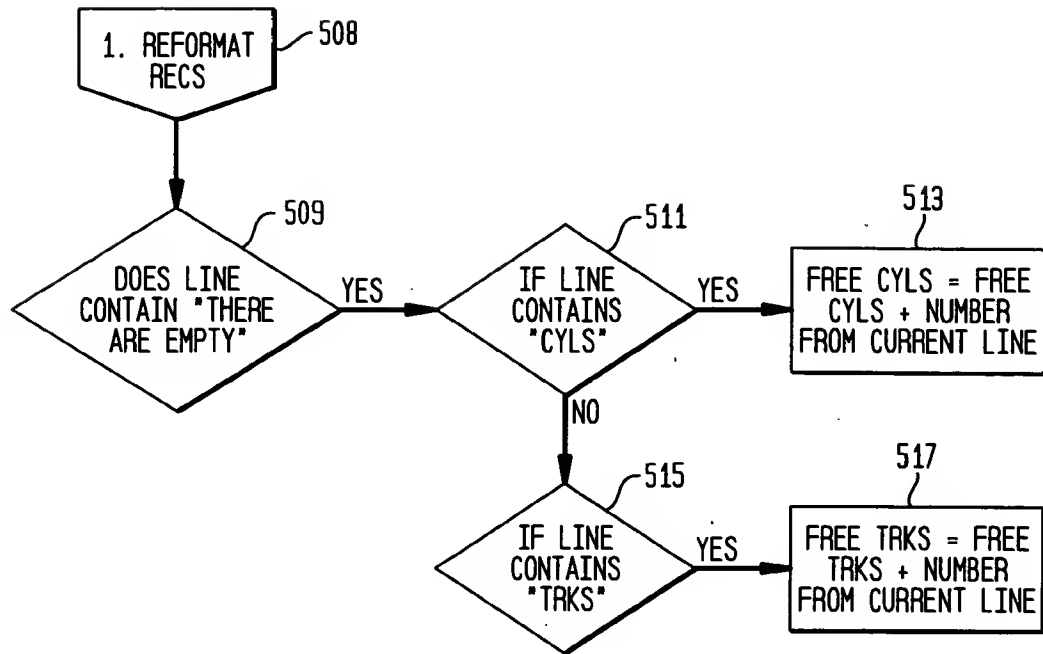 1. REFORMAT
RECS
508
509
DOES LINE
CONTAIN "THERE
ARE EMPTY"
YES
511
IF LINE
CONTAINS
"CYLS"
YES
513
FREE CYLS = FREE
CYLS + NUMBER
FROM CURRENT LINE
NO
515
IF LINE
CONTAINS
"TRKS"
YES
517
FREE TRKS = FREE
TRKS + NUMBER
FROM CURRENT LINE